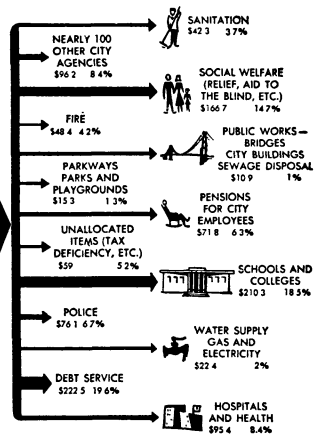 SANITATION
$42 3 3 7%
NEARLY 100
OTHER CITY
AGENCIES
$96 2 8 4%
SOCIAL WELFARE
(RELIEF, AID TO
THE BLIND, ETC.)
$166 7 14 7%
FIRE
$48 4 4 2%
PUBLIC WORKS—
BRIDGES
CITY BUILDINGS
SEWAGE DISPOSAL
$10 9 1%
PARKWAYS
PARKS AND
PLAYGROUNDS
$15 3 1 3%
PENSIONS
FOR CITY
EMPLOYEES
$71 8 6 3%
UNALLOCATED
ITEMS (TAX
DEFICIENCY, ETC.)
$59 5 2%
SCHOOLS AND
COLLEGES
$210 3 18 5%
POLICE
$76 1 6 7%
WATER SUPPLY
GAS AND
ELECTRICITY
$22 4 2%
DEBT SERVICE
$222 5 19 6%
HOSPITALS
AND HEALTH
$95 4 8.4%